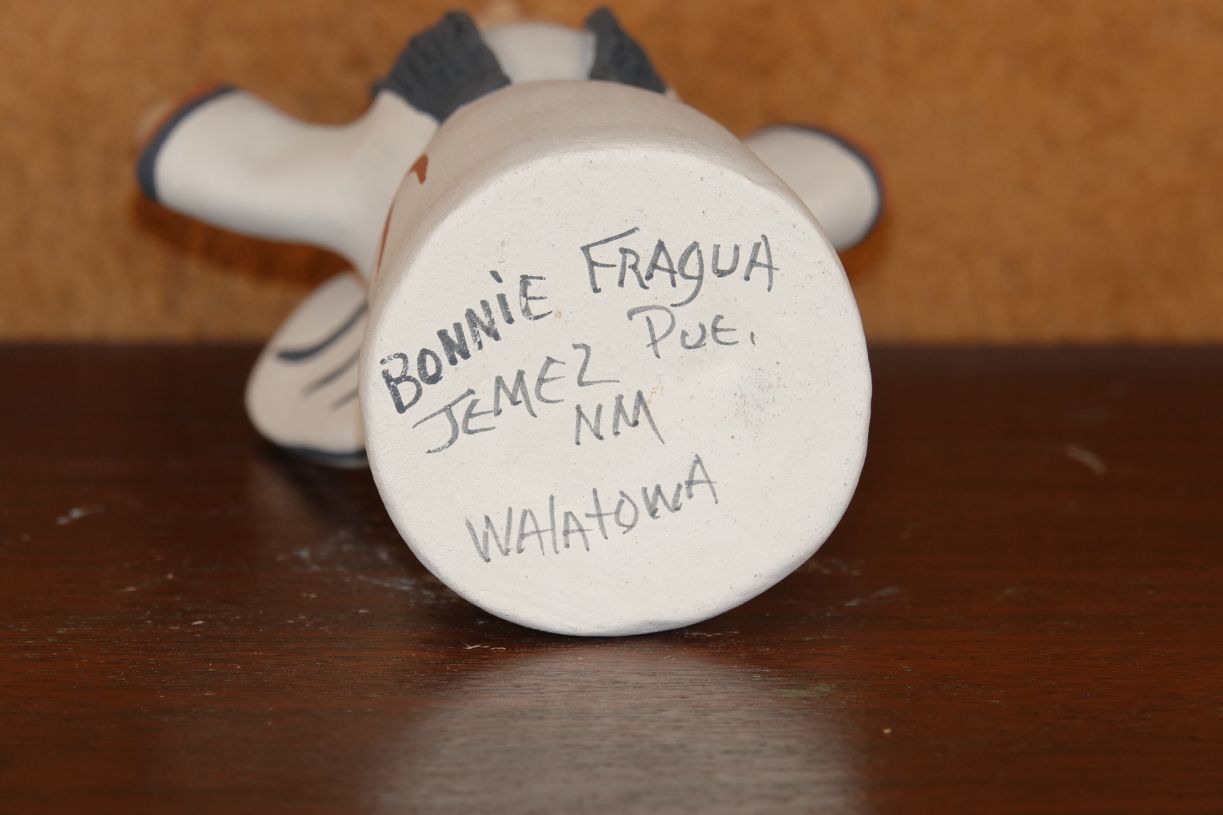 BONNiE FRAgUA
JEMEZ PUE.
NM
WAlAtOWA